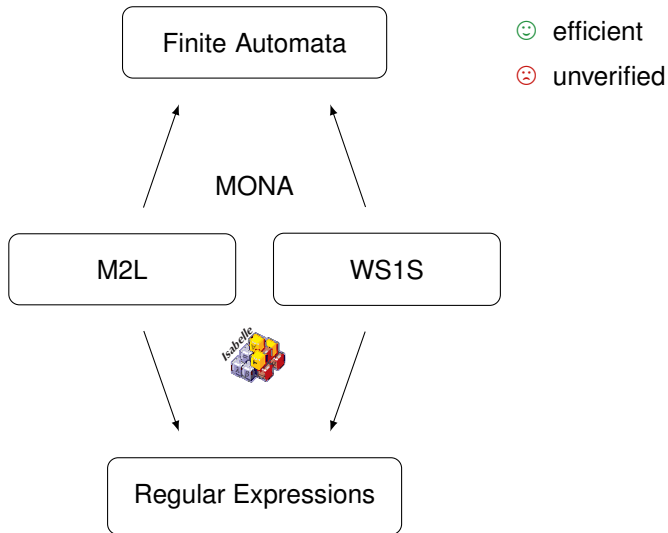 Finite Automata
efficient
unverified
MONA
M2L
WS1S
Isabelle
Regular Expressions